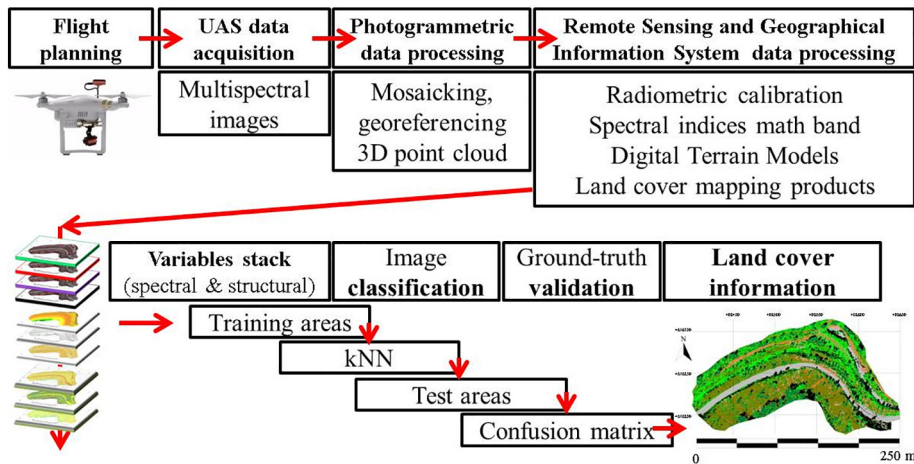 Flight
planning
UAS data
acquisition
Photogrammetric
data processing
Remote Sensing and Geographical
Information System data processing
Multispectral
images
Mosaicking,
georeferencing
3D point cloud
Radiometric calibration
Spectral indices math band
Digital Terrain Models
Land cover mapping products
Variables stack
(spectral & structural)
Image
classification
Ground-truth
validation
Land cover
information
Training areas
kNN
Test areas
Confusion matrix
N
0
250 m